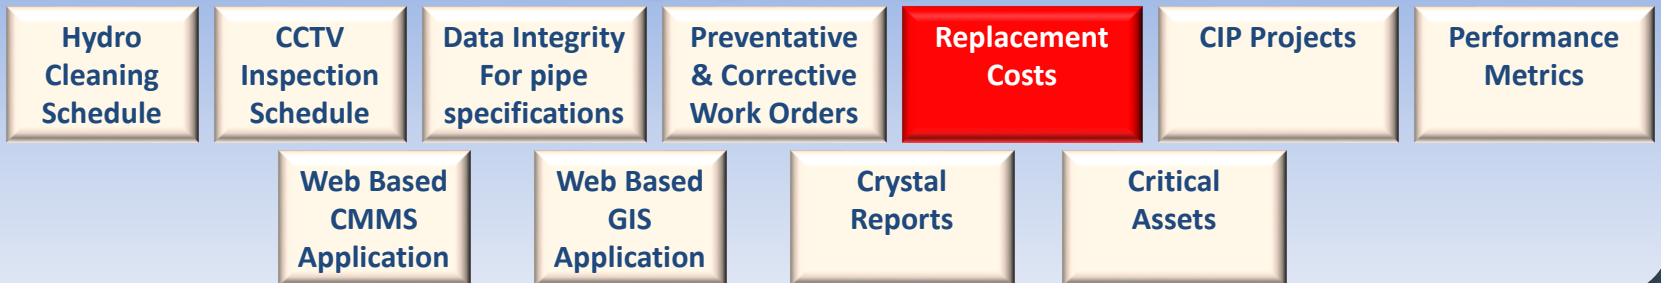 Hydro
Cleaning
Schedule
CCTV
Inspection
Schedule
Data Integrity
For pipe
specifications
Preventative
& Corrective
Work Orders
Replacement
Costs
CIP Projects
Performance
Metrics
Web Based
CMMS
Application
Web Based
GIS
Application
Crystal
Reports
Critical
Assets